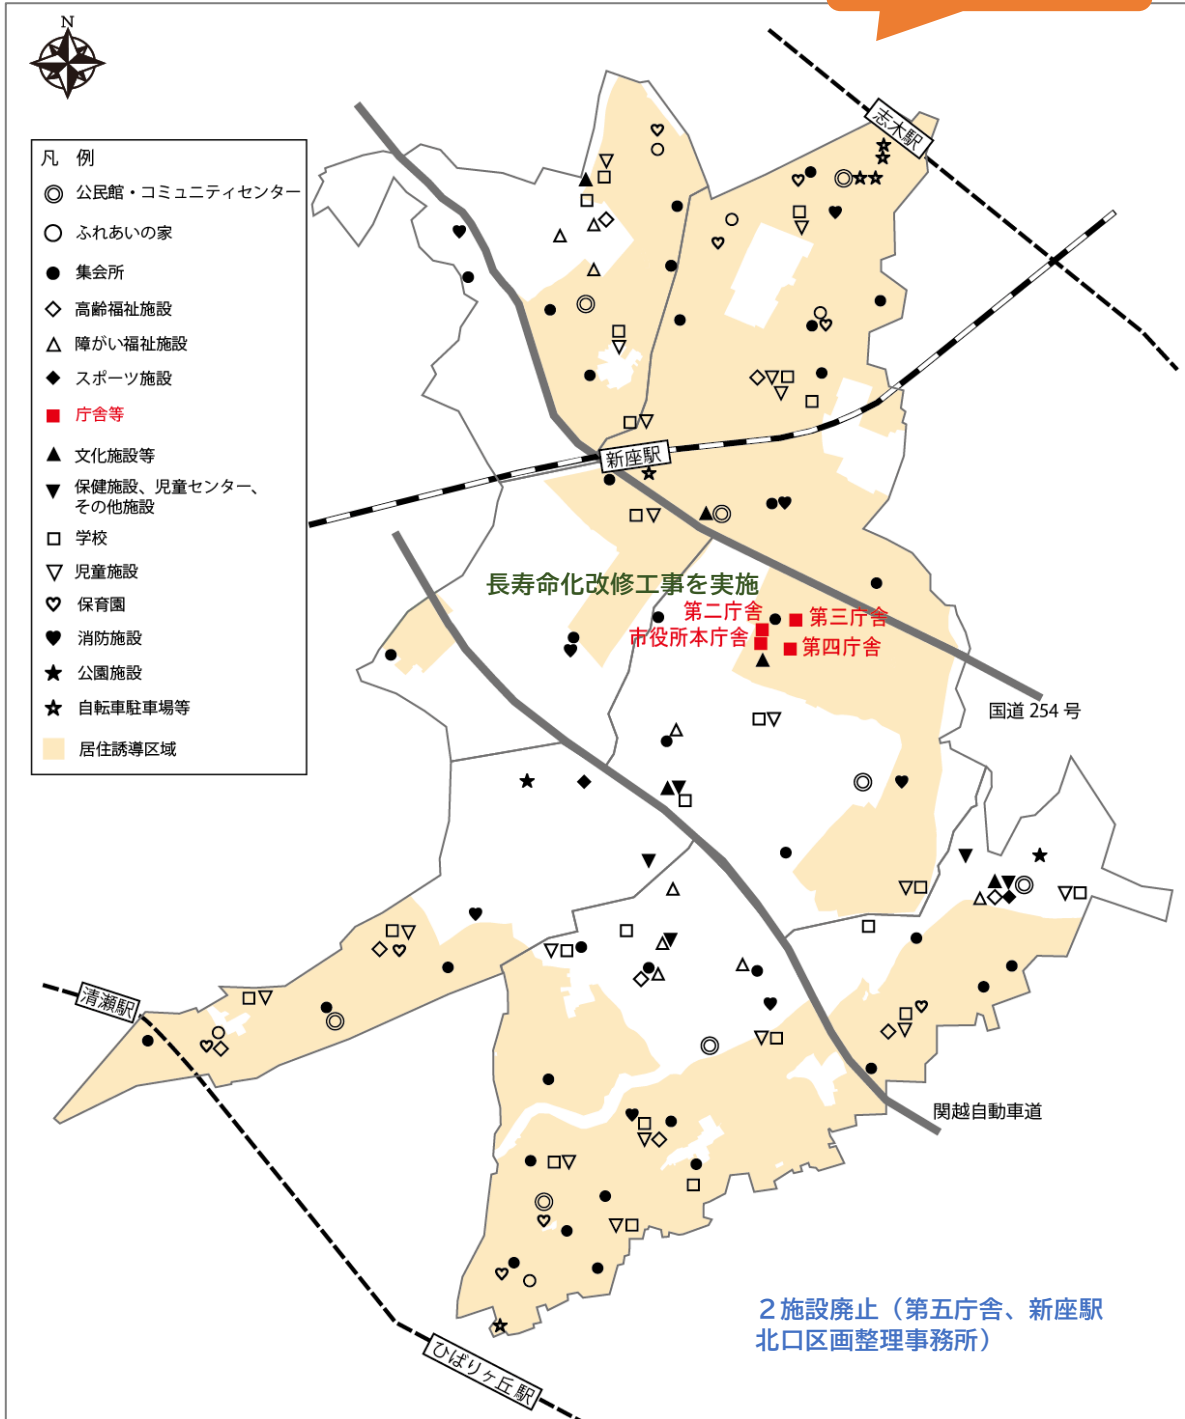 N
志木駅
凡 例
公民館・コミュニティセンター
ふれあいの家
集会所
高齢福祉施設
障がい福祉施設
スポーツ施設
庁舎等
文化施設等
保健施設、児童センター、
その他施設
学校
児童施設
保育園
消防施設
公園施設
自転車駐車場等
居住誘導区域
新座駅
長寿命化改修工事を実施
第二庁舎
第三庁舎
市役所本庁舎
第四庁舎
国道 254 号
清瀬駅
関越自動車道
ひばりヶ丘駅
２施設廃止（第五庁舎、新座駅
北口区画整理事務所）